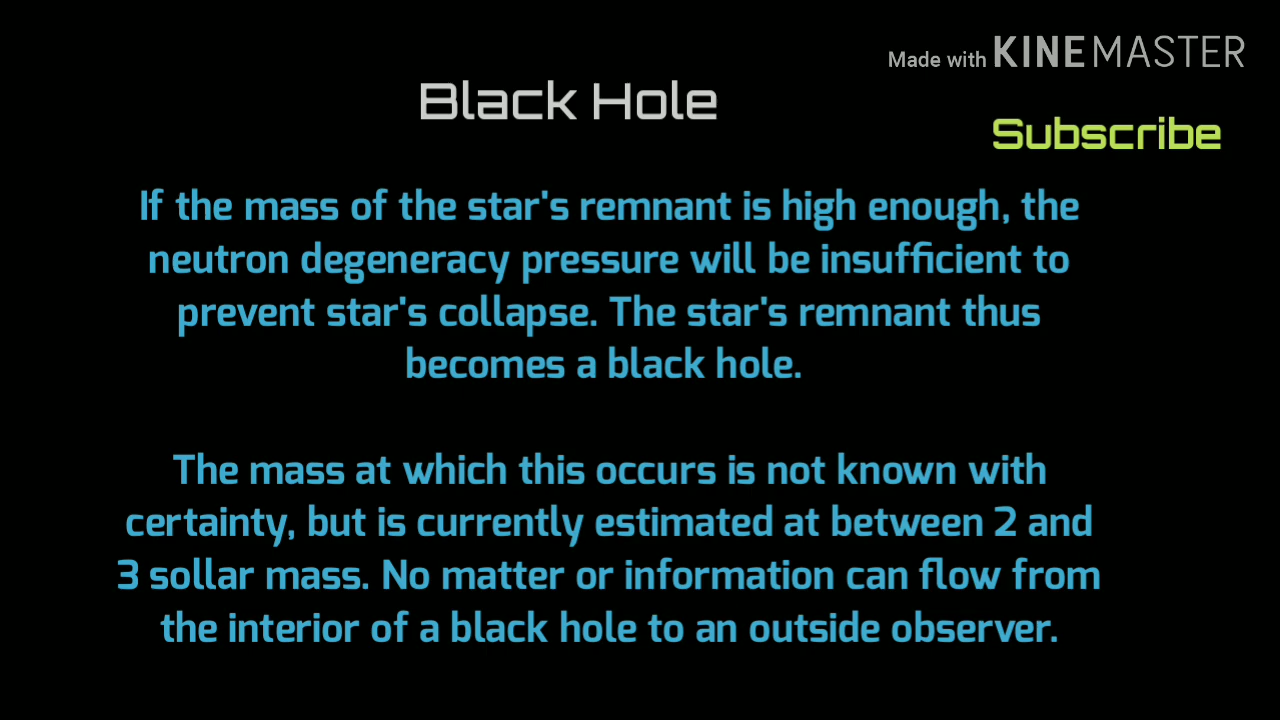 Made with KINEMASTER
Black Hole
Subscribe
If the mass of the star's remnant is high enough, the
neutron degeneracy pressure will be insufficient to
prevent star's collapse. The star's remnant thus
becomes a black hole.
The mass at which this occurs is not known with
certainty, but is currently estimated at between 2 and
3 sollar mass. No matter or information can flow from
the interior of a black hole to an outside observer.